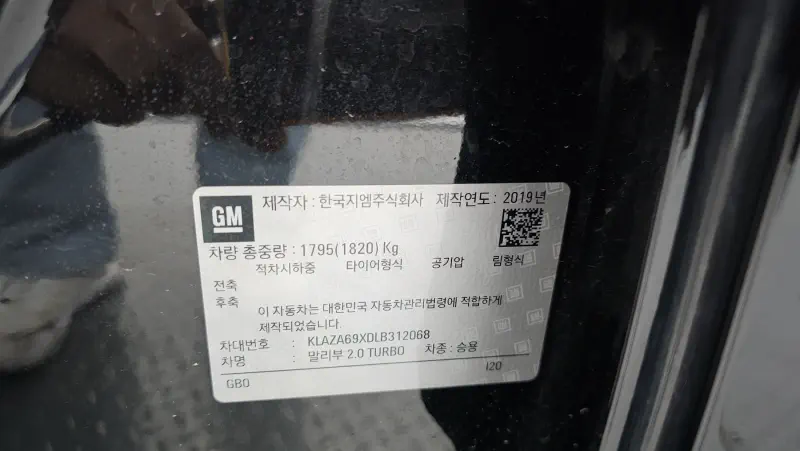 GM
제작자 : 한국지엠주식회사 제작연도 : 2019년
차량 총중량 : 1795(1820) Kg
적차시하중 타이어형식 공기압 림형식
전축
후축
이 자동차는 대한민국 자동차관리법령에 적합하게
제작되었습니다.
차대번호 : KLAZA69XDLB312068
차명 : 말리부 2.0 TURBO 차종 : 승용
GB0 I20